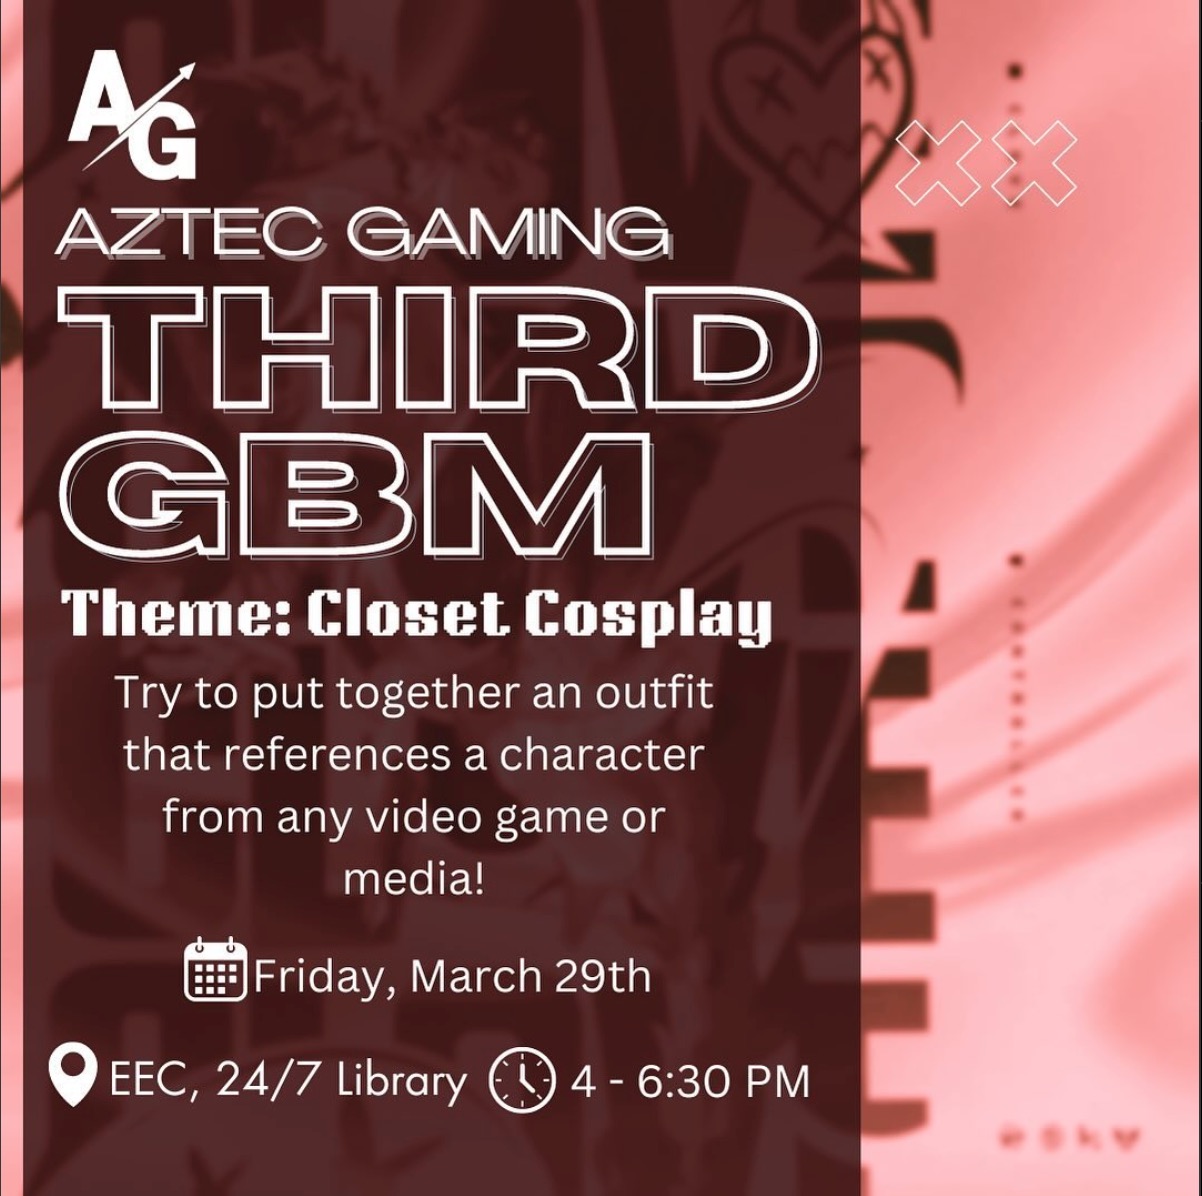 AG
AZTEC GAMING
THIRD
GBM
Theme: Closet Cosplay
Try to put together an outfit
that references a character
from any video game or
media!
Friday, March 29th
EEC, 24/7 Library 4 - 6:30 PM